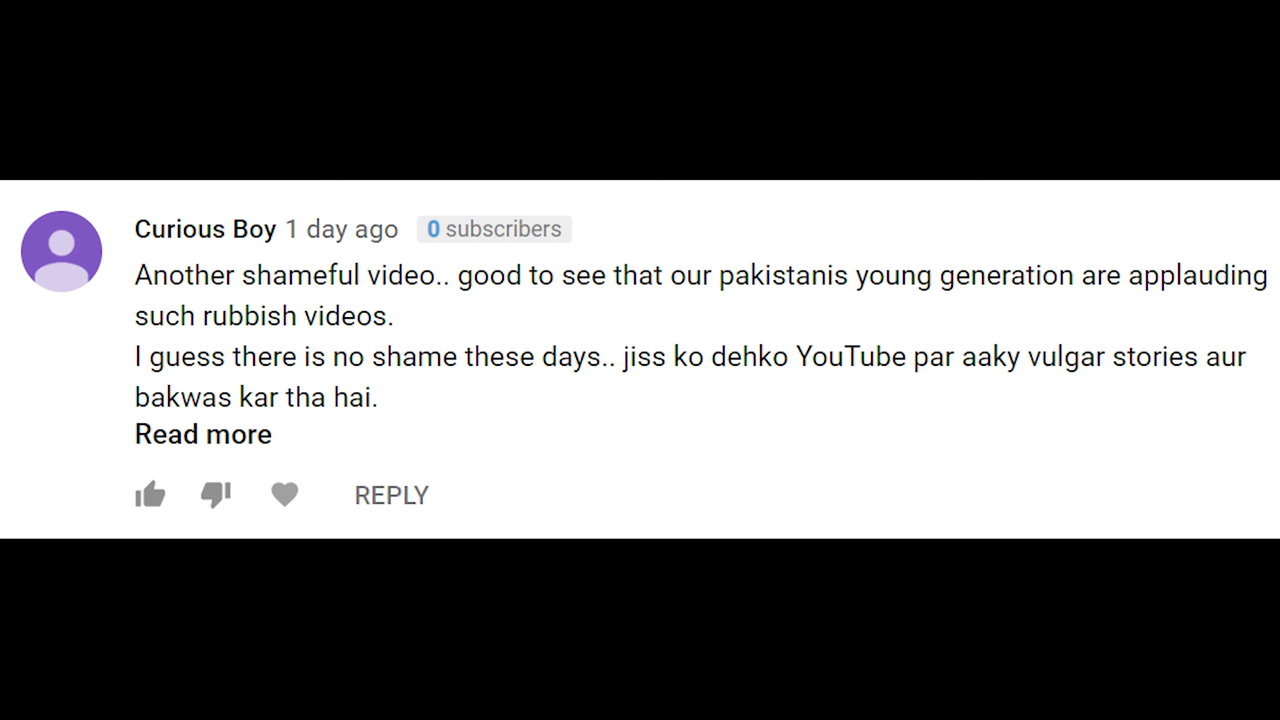 Curious Boy 1 day ago 0 subscribers
Another shameful video.. good to see that our pakistanis young generation are applauding
such rubbish videos.
I guess there is no shame these days.. jiss ko dehko YouTube par aaky vulgar stories aur
bakwas kar tha hai.
Read more
REPLY